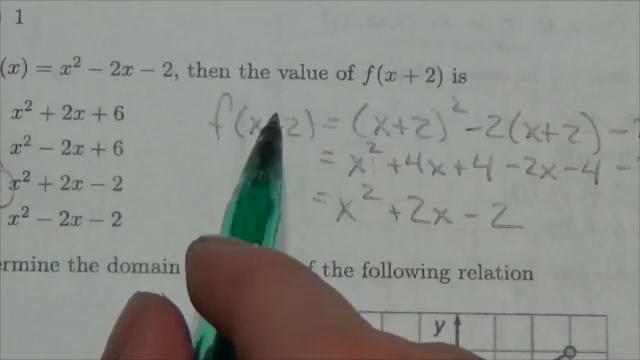 1
(x) = x² − 2x − 2, then the value of f(x + 2) is
x² + 2x + 6
x² − 2x + 6
x² + 2x − 2
x² − 2x − 2
f(x+2) = (x+2)² -2(x+2) -
= x² +4x+4 -2x-4 -
= x² +2x-2
the domain
the following relation
y